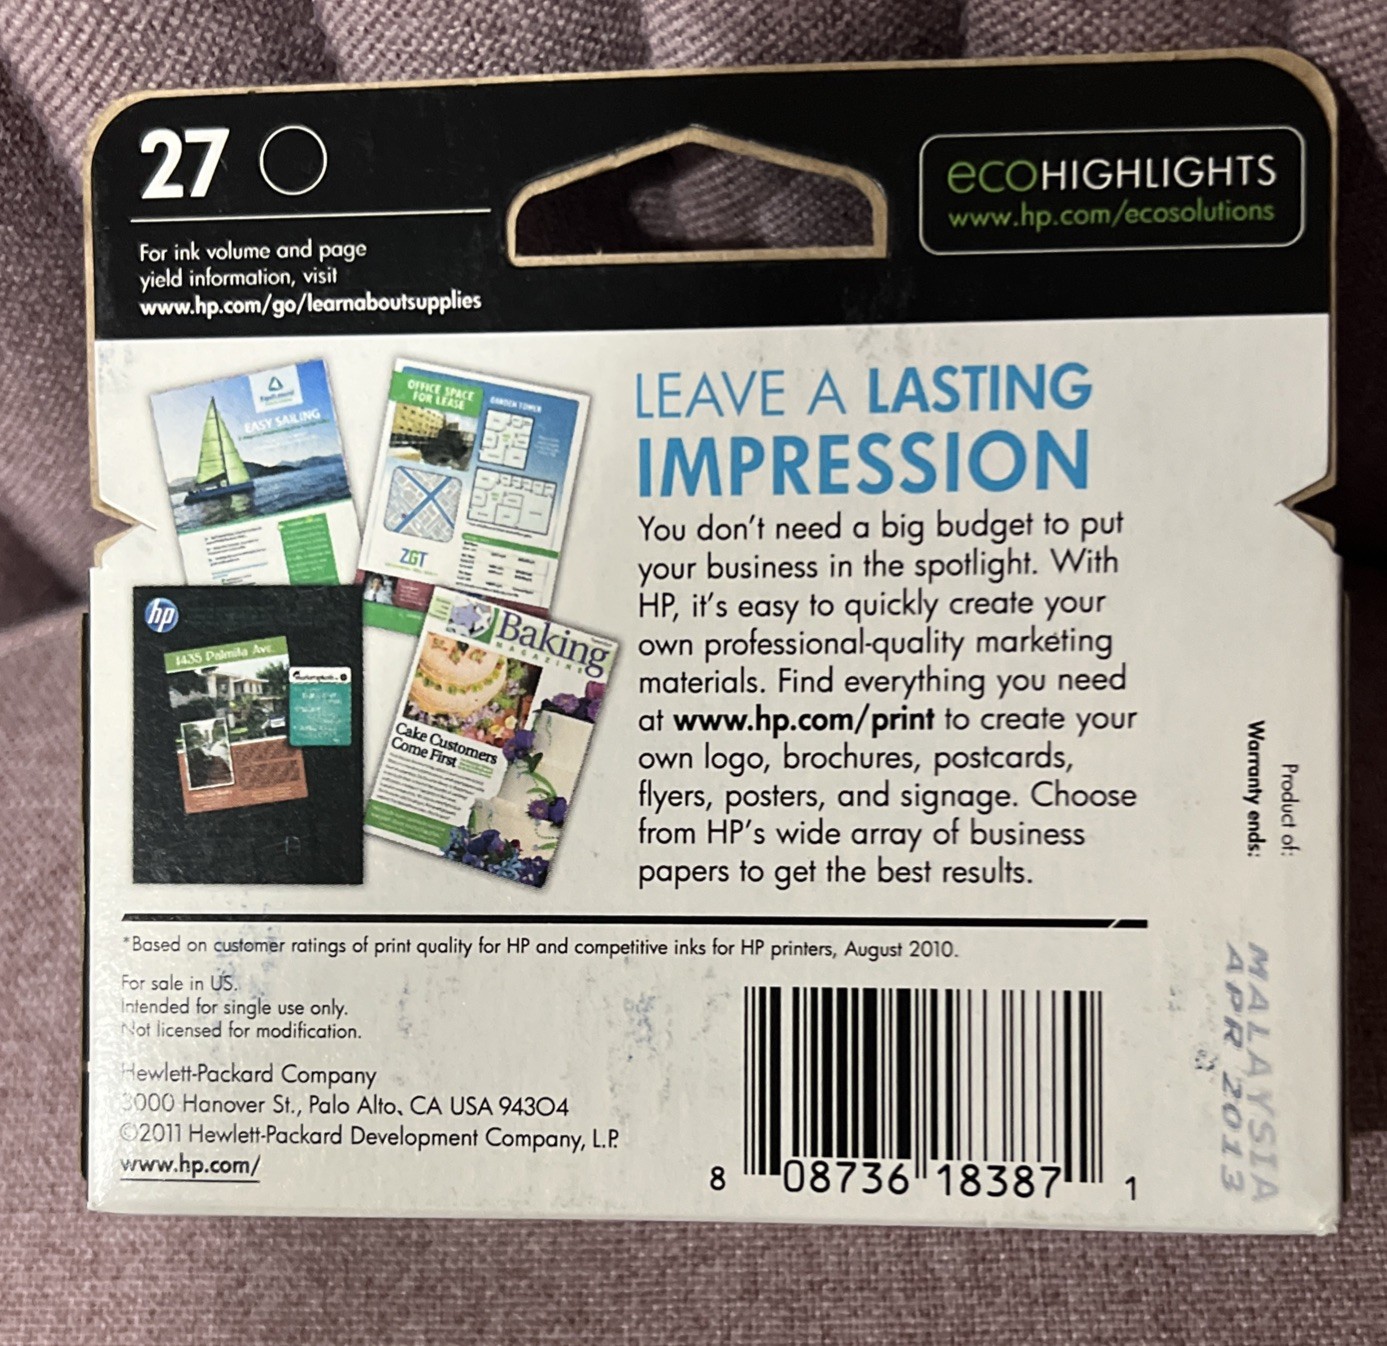 27
For ink volume and page
yield information, visit
www.hp.com/go/learnaboutsupplies
ecoHIGHLIGHTS
www.hp.com/ecosolutions
EASY SAILING
OFFICE SPACE
FOR LEASE
GARDEN TOWER
ZGT
hp
1435 Palmita Ave.
Baking
MAGAZINE
Cake Customers
Come First
LEAVE A LASTING
IMPRESSION
You don't need a big budget to put
your business in the spotlight. With
HP, it's easy to quickly create your
own professional-quality marketing
materials. Find everything you need
at www.hp.com/print to create your
own logo, brochures, postcards,
flyers, posters, and signage. Choose
from HP's wide array of business
papers to get the best results.
Product of:
Warranty ends:
MALAYSIA
APR 2013
*Based on customer ratings of print quality for HP and competitive inks for HP printers, August 2010.
For sale in US.
Intended for single use only.
Not licensed for modification.
Hewlett-Packard Company
3000 Hanover St., Palo Alto, CA USA 94304
©2011 Hewlett-Packard Development Company, L.P.
www.hp.com/
8 08736 18387 1